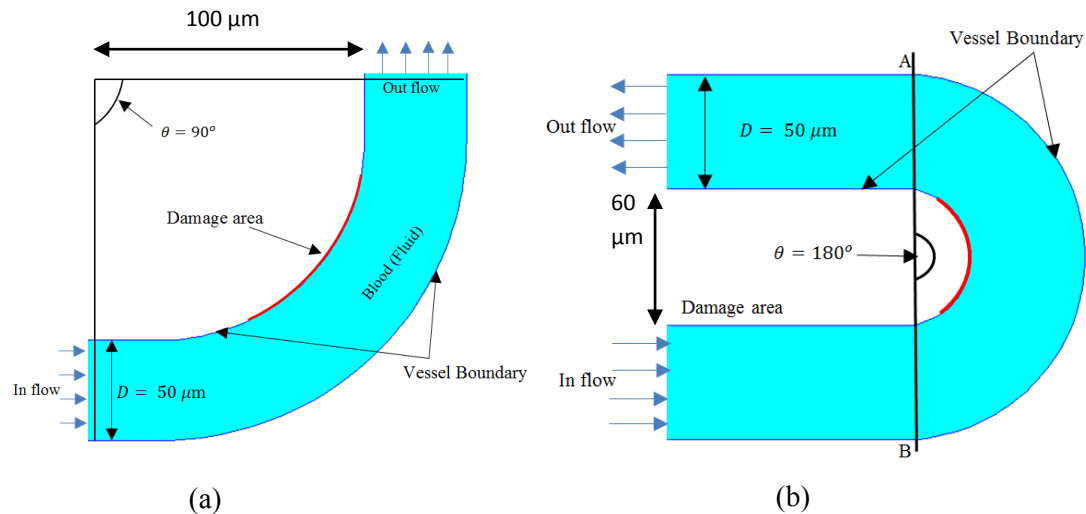 100 µm
Out flow
θ = 90°
Damage area
Blood (Fluid)
In flow
D = 50 µm
Vessel Boundary
(a)
Vessel Boundary
A
Out flow
D = 50 µm
60
µm
θ = 180°
Damage area
In flow
B
(b)